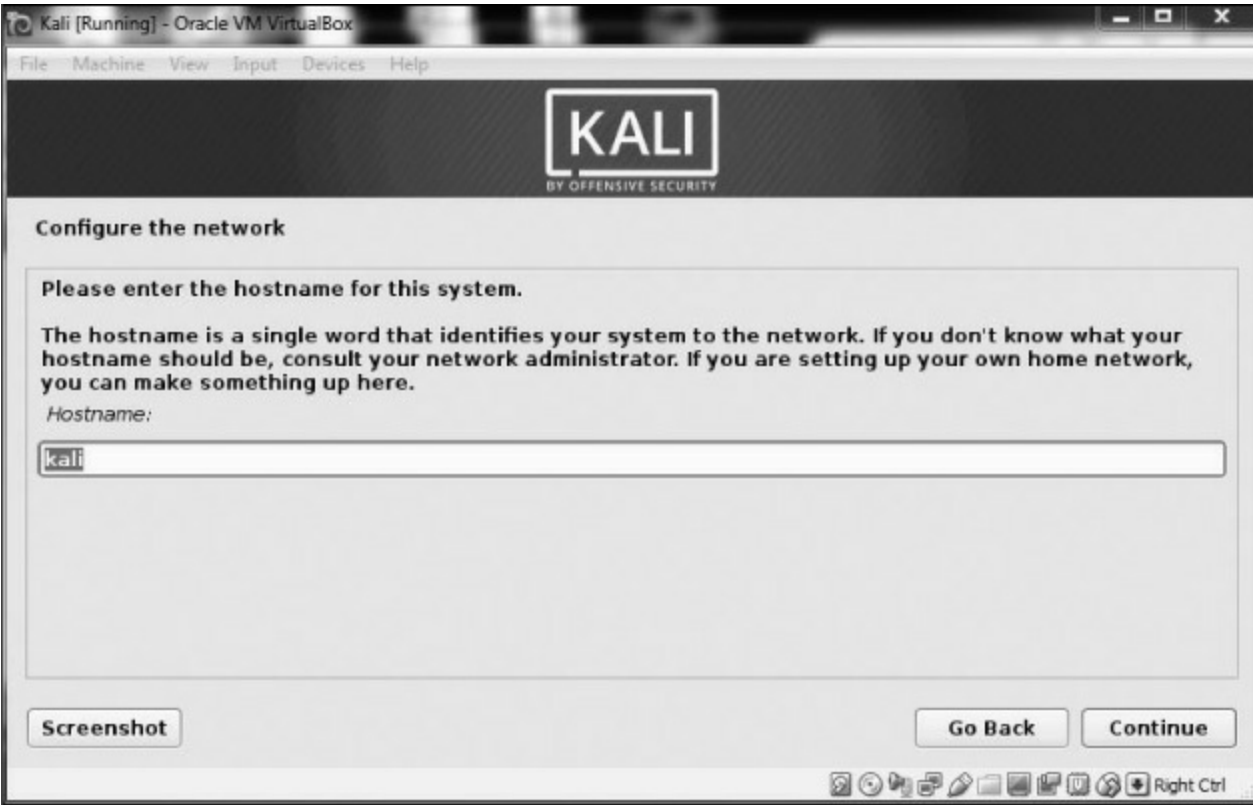 Kali [Running] - Oracle VM VirtualBox
File Machine View Input Devices Help
KALI
BY OFFENSIVE SECURITY
Configure the network
Please enter the hostname for this system.
The hostname is a single word that identifies your system to the network. If you don't know what your
hostname should be, consult your network administrator. If you are setting up your own home network,
you can make something up here.
Hostname:
kali
Screenshot Go Back Continue
Right Ctrl